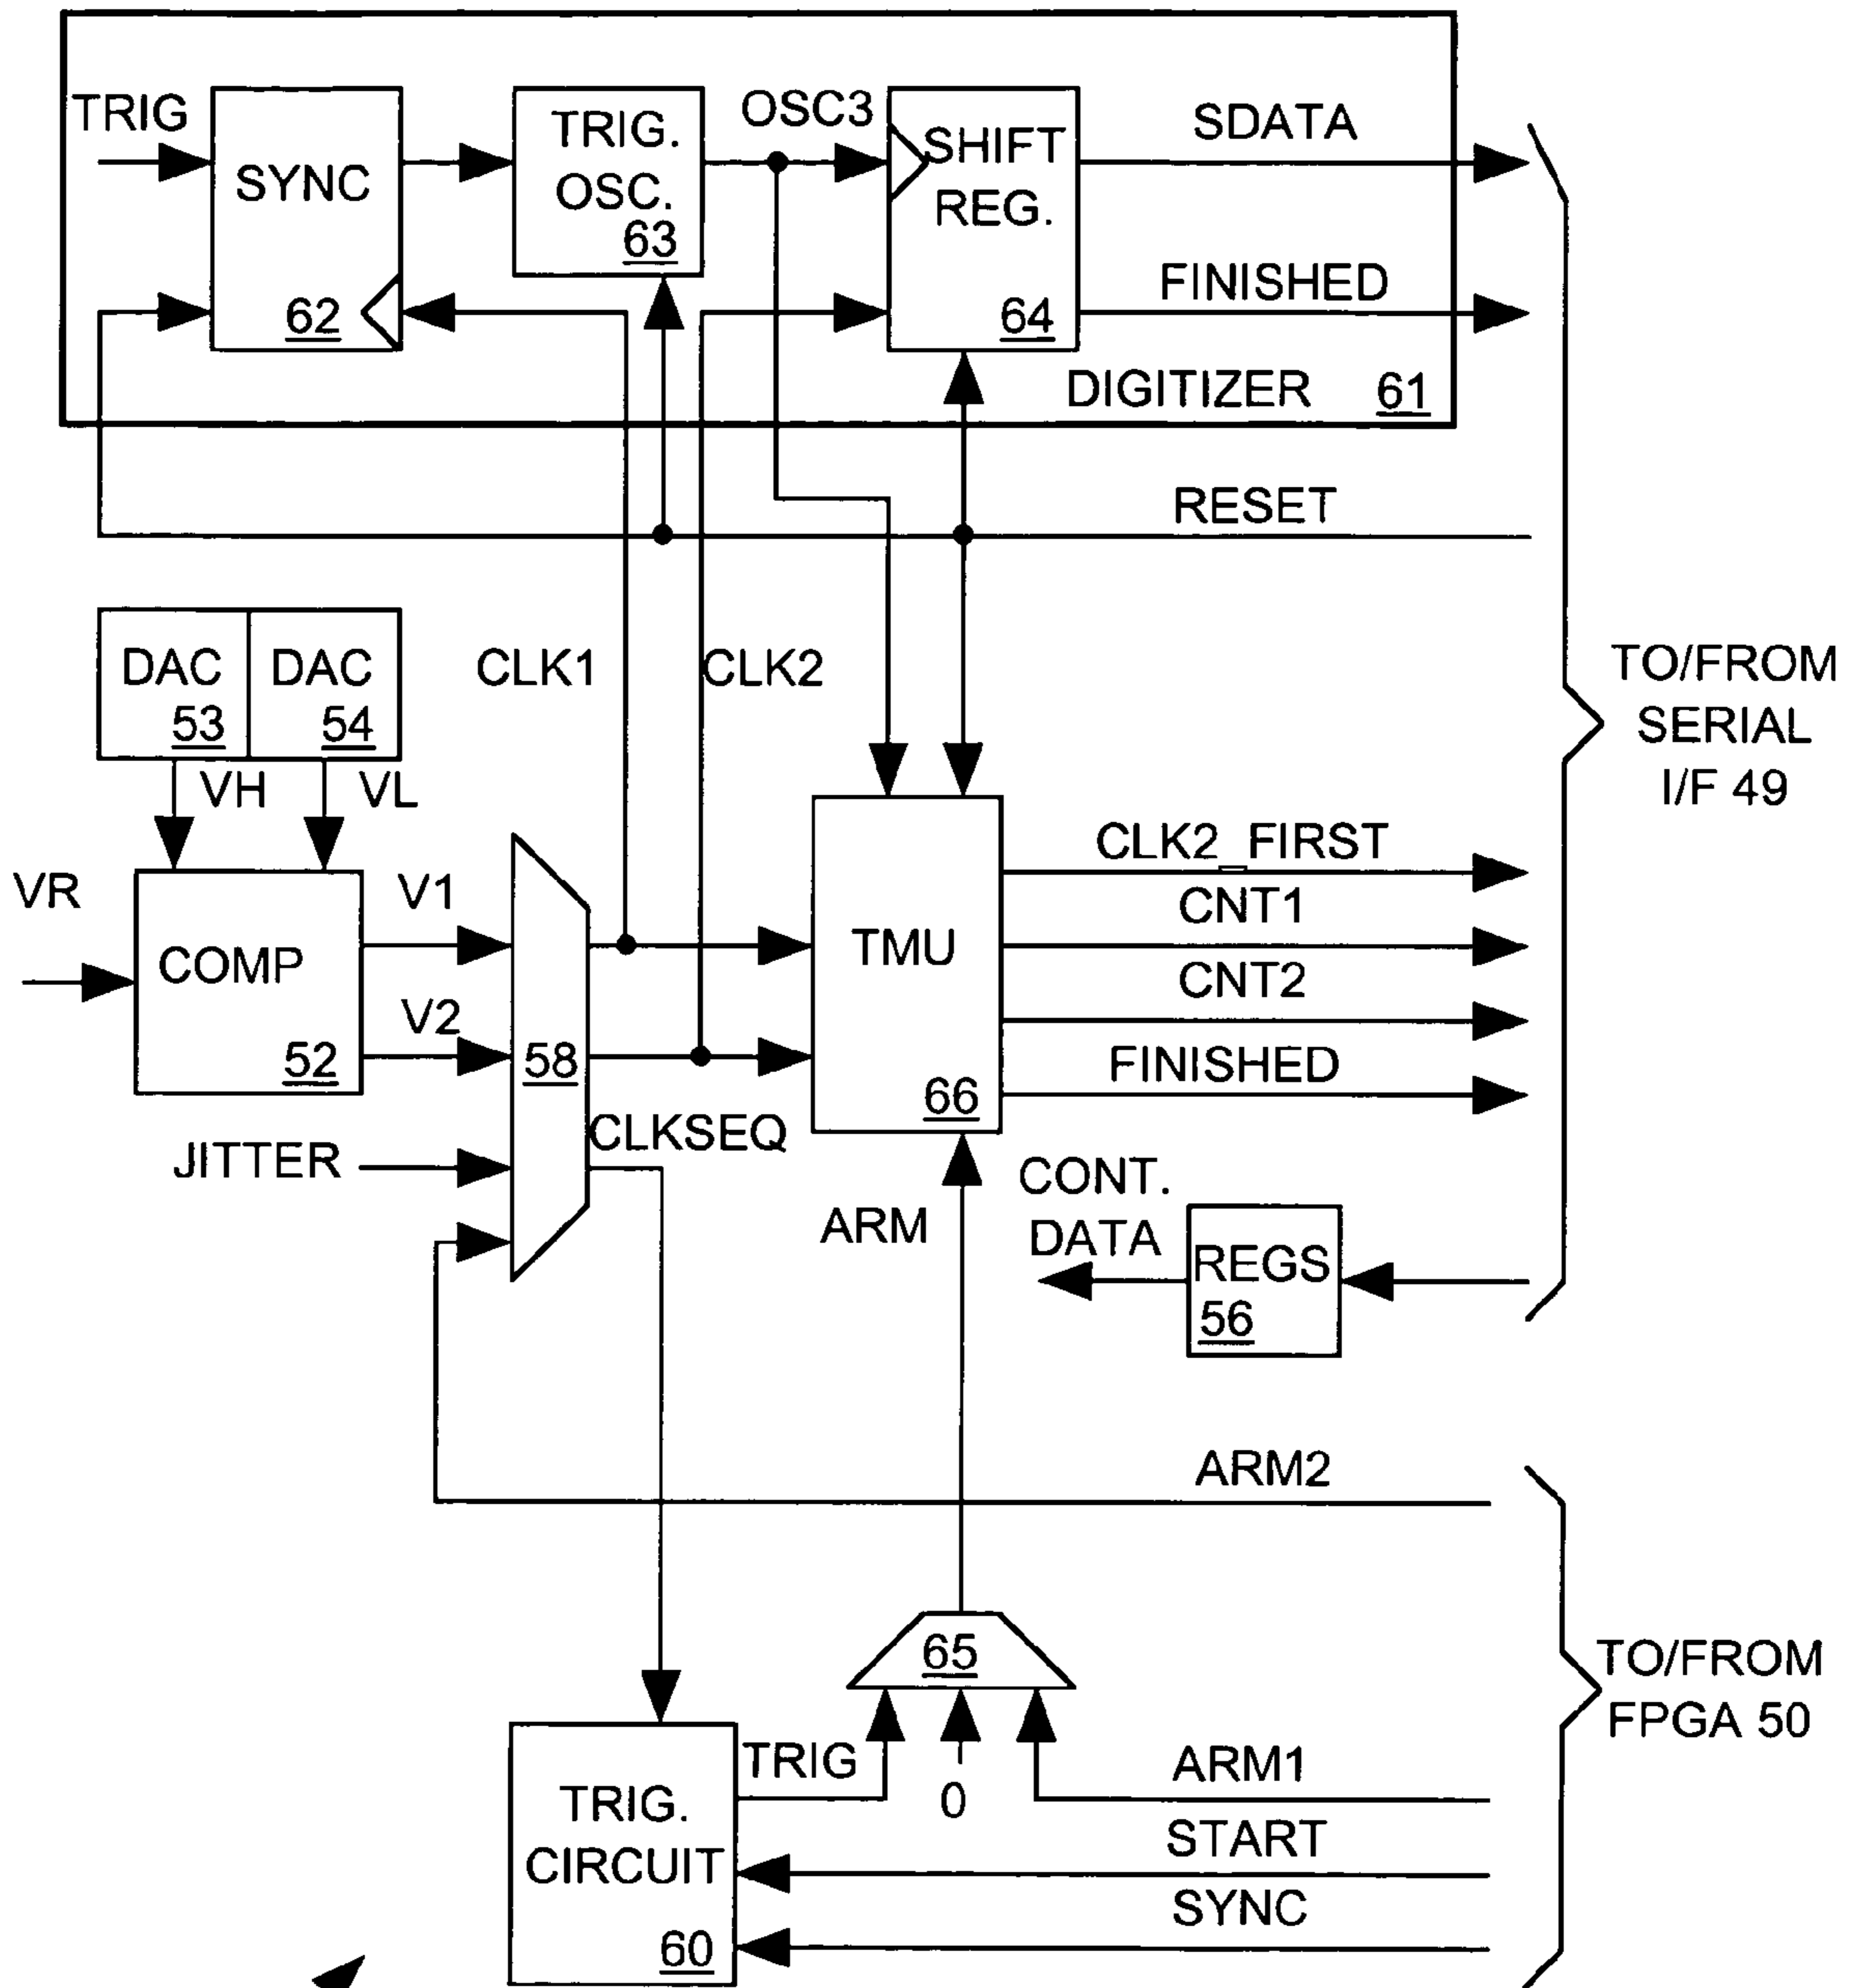 TRIG
SYNC
62
TRIG.
OSC.
63
OSC3
SHIFT
REG.
64
SDATA
FINISHED
DIGITIZER 61
RESET
DAC
53
DAC
54
CLK1
CLK2
VH
VL
TO/FROM
SERIAL
I/F 49
VR
COMP
52
V1
V2
58
TMU
66
CLK2_FIRST
CNT1
CNT2
FINISHED
JITTER
CLKSEQ
ARM
CONT.
DATA
REGS
56
ARM2
65
TO/FROM
FPGA 50
TRIG.
CIRCUIT
60
TRIG
0
ARM1
START
SYNC